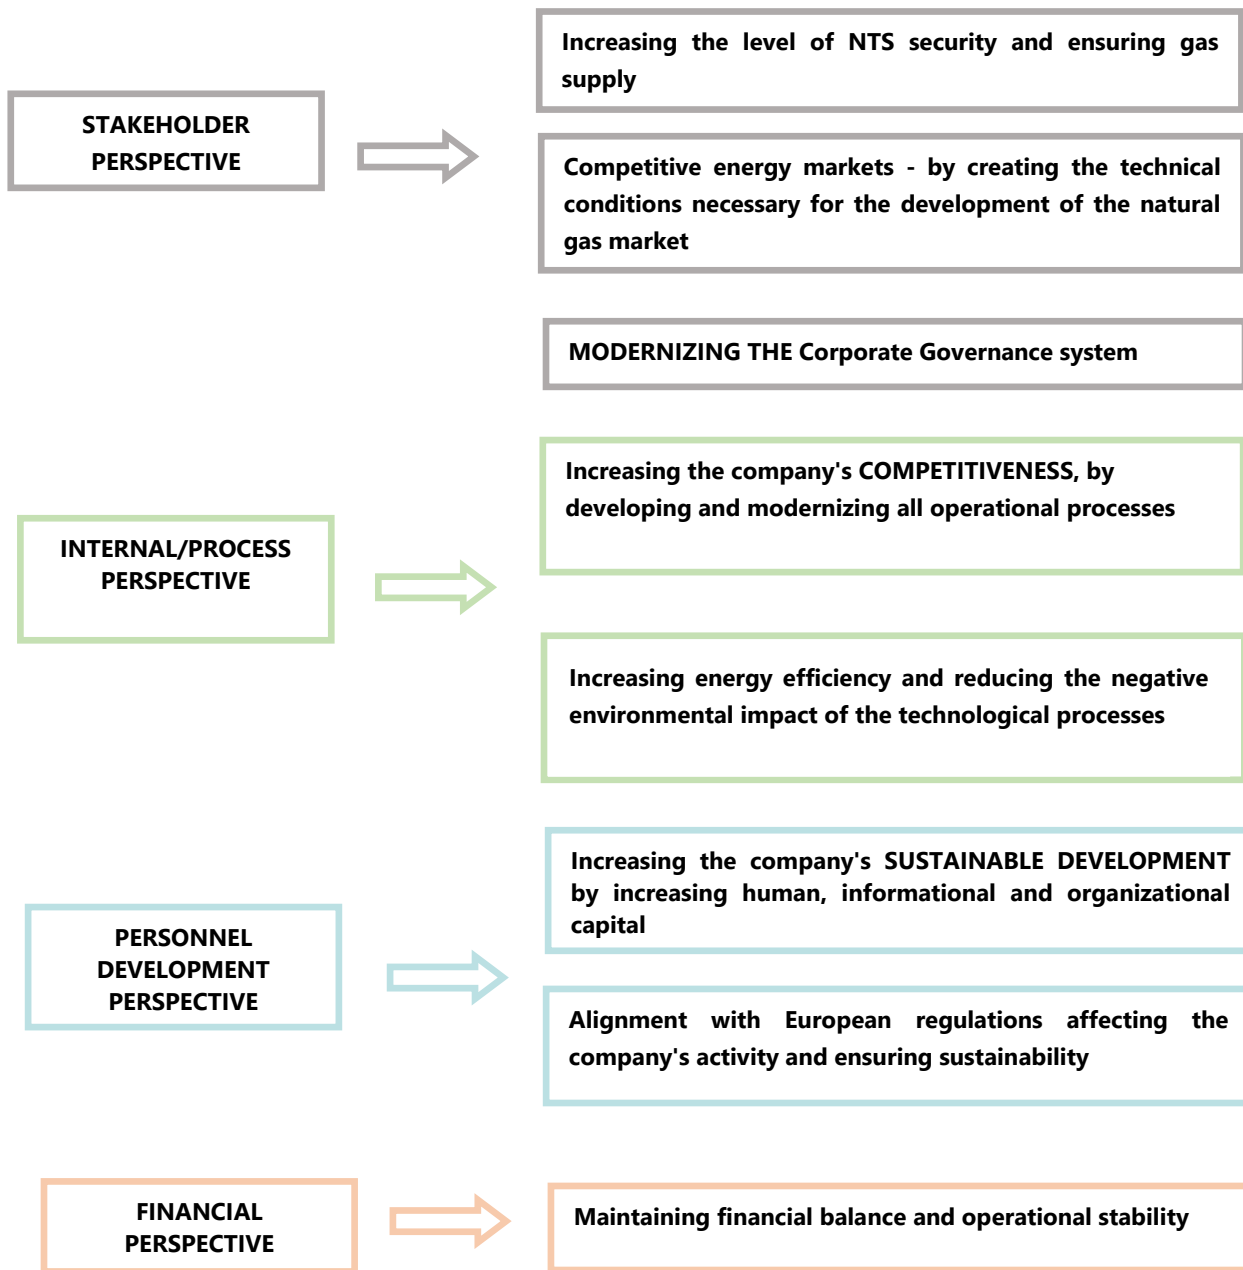 STAKEHOLDER
PERSPECTIVE
Increasing the level of NTS security and ensuring gas
supply
Competitive energy markets - by creating the technical
conditions necessary for the development of the natural
gas market
MODERNIZING THE Corporate Governance system
INTERNAL/PROCESS
PERSPECTIVE
Increasing the company's COMPETITIVENESS, by
developing and modernizing all operational processes
Increasing energy efficiency and reducing the negative
environmental impact of the technological processes
PERSONNEL
DEVELOPMENT
PERSPECTIVE
Increasing the company's SUSTAINABLE DEVELOPMENT
by increasing human, informational and organizational
capital
Alignment with European regulations affecting the
company's activity and ensuring sustainability
FINANCIAL
PERSPECTIVE
Maintaining financial balance and operational stability